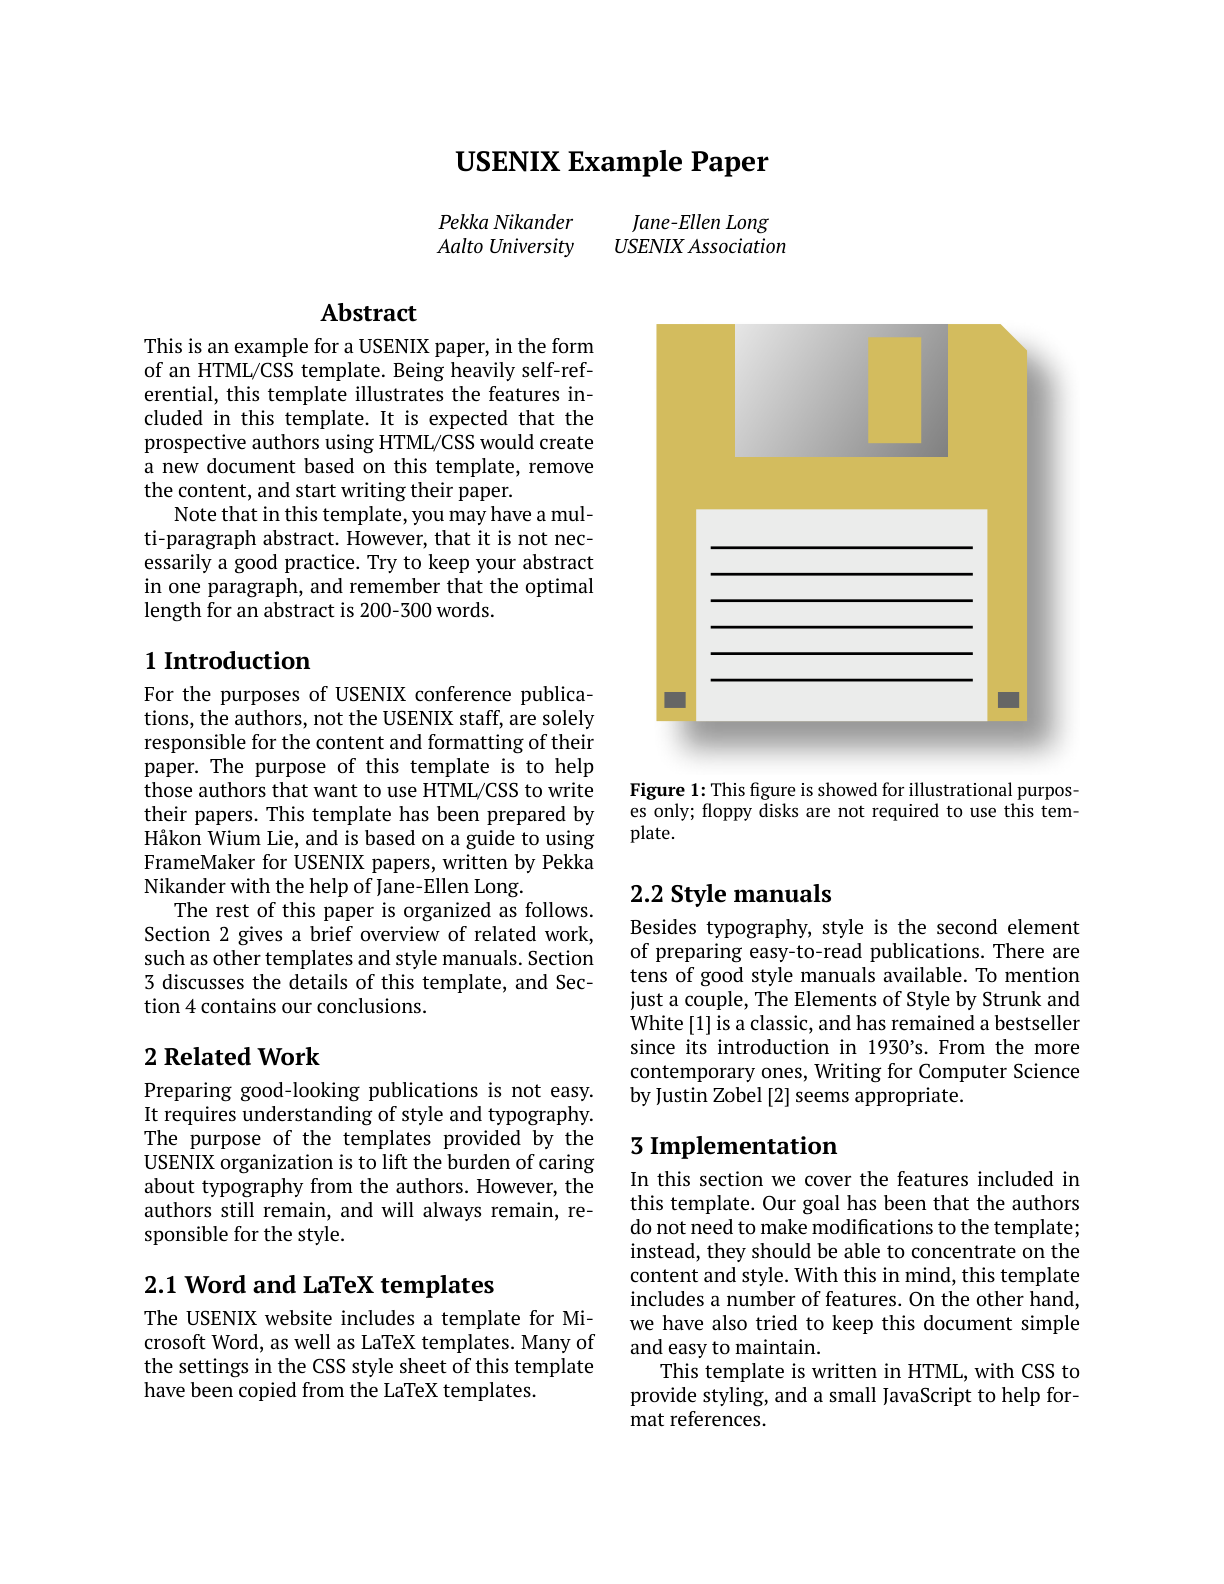 USENIX Example Paper
Pekka Nikander
Aalto University
Jane-Ellen Long
USENIX Association
Abstract
This is an example for a USENIX paper, in the form
of an HTML/CSS template. Being heavily self-ref-
erential, this template illustrates the features in-
cluded in this template. It is expected that the
prospective authors using HTML/CSS would create
a new document based on this template, remove
the content, and start writing their paper.
Note that in this template, you may have a mul-
ti-paragraph abstract. However, that it is not nec-
essarily a good practice. Try to keep your abstract
in one paragraph, and remember that the optimal
length for an abstract is 200-300 words.
1 Introduction
For the purposes of USENIX conference publica-
tions, the authors, not the USENIX staff, are solely
responsible for the content and formatting of their
paper. The purpose of this template is to help
those authors that want to use HTML/CSS to write
their papers. This template has been prepared by
Håkon Wium Lie, and is based on a guide to using
FrameMaker for USENIX papers, written by Pekka
Nikander with the help of Jane-Ellen Long.
The rest of this paper is organized as follows.
Section 2 gives a brief overview of related work,
such as other templates and style manuals. Section
3 discusses the details of this template, and Sec-
tion 4 contains our conclusions.
2 Related Work
Preparing good-looking publications is not easy.
It requires understanding of style and typography.
The purpose of the templates provided by the
USENIX organization is to lift the burden of caring
about typography from the authors. However, the
authors still remain, and will always remain, re-
sponsible for the style.
2.1 Word and LaTeX templates
The USENIX website includes a template for Mi-
crosoft Word, as well as LaTeX templates. Many of
the settings in the CSS style sheet of this template
have been copied from the LaTeX templates.
Figure 1: This figure is showed for illustrational purpos-
es only; floppy disks are not required to use this tem-
plate.
2.2 Style manuals
Besides typography, style is the second element
of preparing easy-to-read publications. There are
tens of good style manuals available. To mention
just a couple, The Elements of Style by Strunk and
White [1] is a classic, and has remained a bestseller
since its introduction in 1930’s. From the more
contemporary ones, Writing for Computer Science
by Justin Zobel [2] seems appropriate.
3 Implementation
In this section we cover the features included in
this template. Our goal has been that the authors
do not need to make modifications to the template;
instead, they should be able to concentrate on the
content and style. With this in mind, this template
includes a number of features. On the other hand,
we have also tried to keep this document simple
and easy to maintain.
This template is written in HTML, with CSS to
provide styling, and a small JavaScript to help for-
mat references.